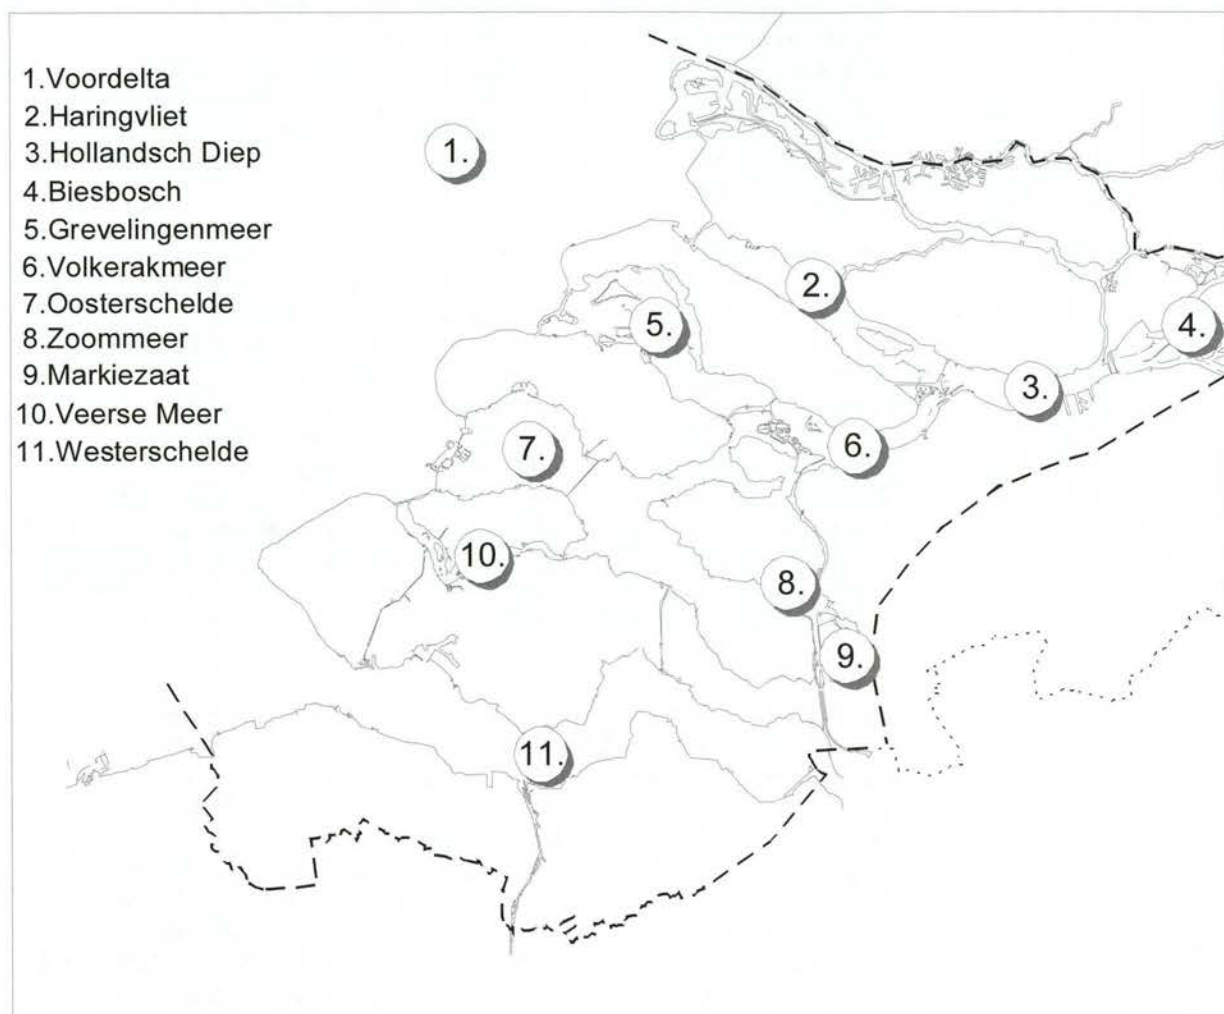 1.Voordelta
2.Haringvliet
3.Hollandsch Diep
4.Biesbosch
5.Grevelingenmeer
6.Volkerakmeer
7.Oosterschelde
8.Zoommeer
9.Markiezaat
10.Veerse Meer
11.Westerschelde
1.
2.
5.
4.
3.
6.
7.
10.
8.
9.
11.